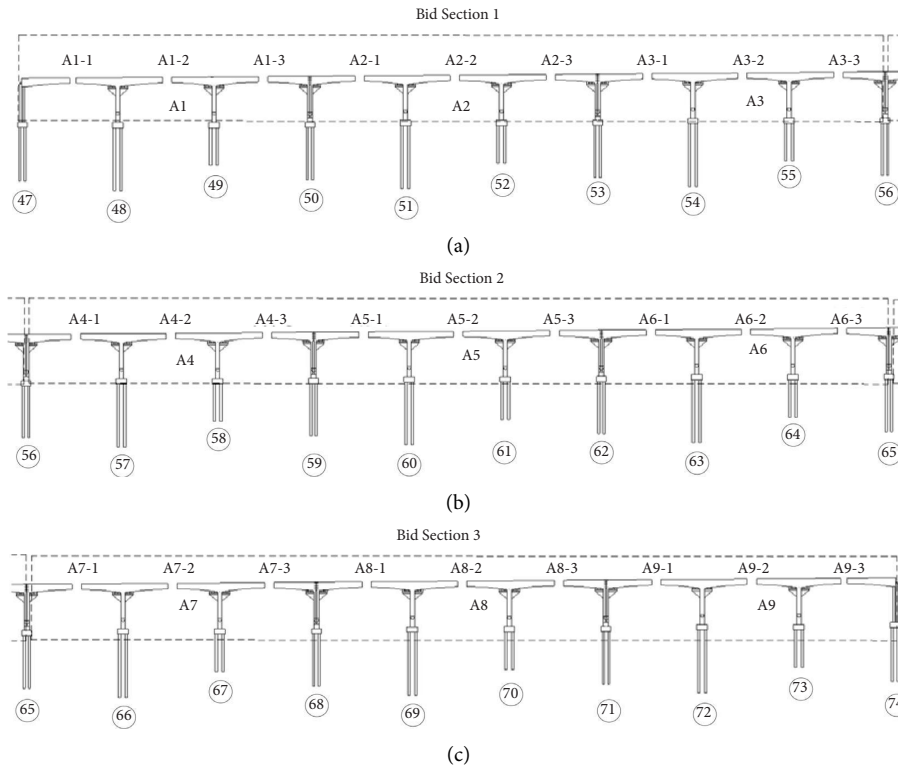 Bid Section 1
A1-1 A1-2 A1-3 A2-1 A2-2 A2-3 A3-1 A3-2 A3-3
A1 A2 A3
47 48 49 50 51 52 53 54 55 56
(a)
Bid Section 2
A4-1 A4-2 A4-3 A5-1 A5-2 A5-3 A6-1 A6-2 A6-3
A4 A5 A6
56 57 58 59 60 61 62 63 64 65
(b)
Bid Section 3
A7-1 A7-2 A7-3 A8-1 A8-2 A8-3 A9-1 A9-2 A9-3
A7 A8 A9
65 66 67 68 69 70 71 72 73 74
(c)